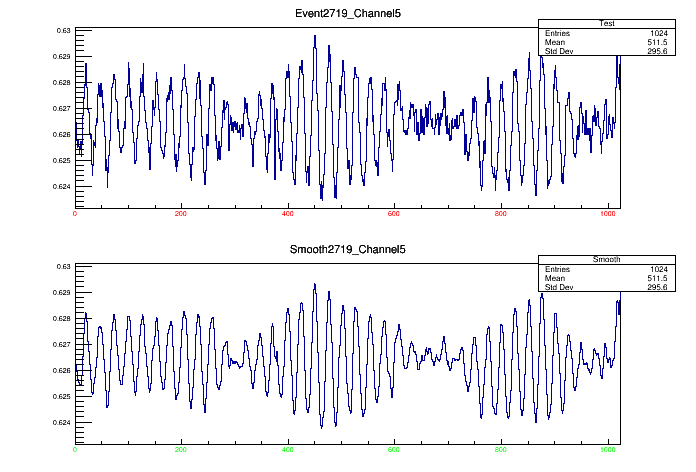 Event2719_Channel5
Test
Entries 1024
Mean 511.5
Std Dev 295.6
0.63
0.629
0.628
0.627
0.626
0.625
0.624
0 200 400 600 800 1000
Smooth2719_Channel5
Smooth
Entries 1024
Mean 511.5
Std Dev 295.6
0.63
0.629
0.628
0.627
0.626
0.625
0.624
0 200 400 600 800 1000